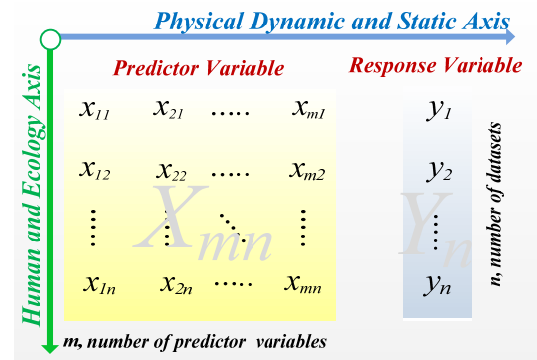 Physical Dynamic and Static Axis
Human and Ecology Axis
Predictor Variable
Response Variable
x11 x21 ..... xm1 y1
x12 x22 ..... xm2 y2
Xmn Yn
x1n x2n ..... xmn yn
m, number of predictor variables
n, number of datasets